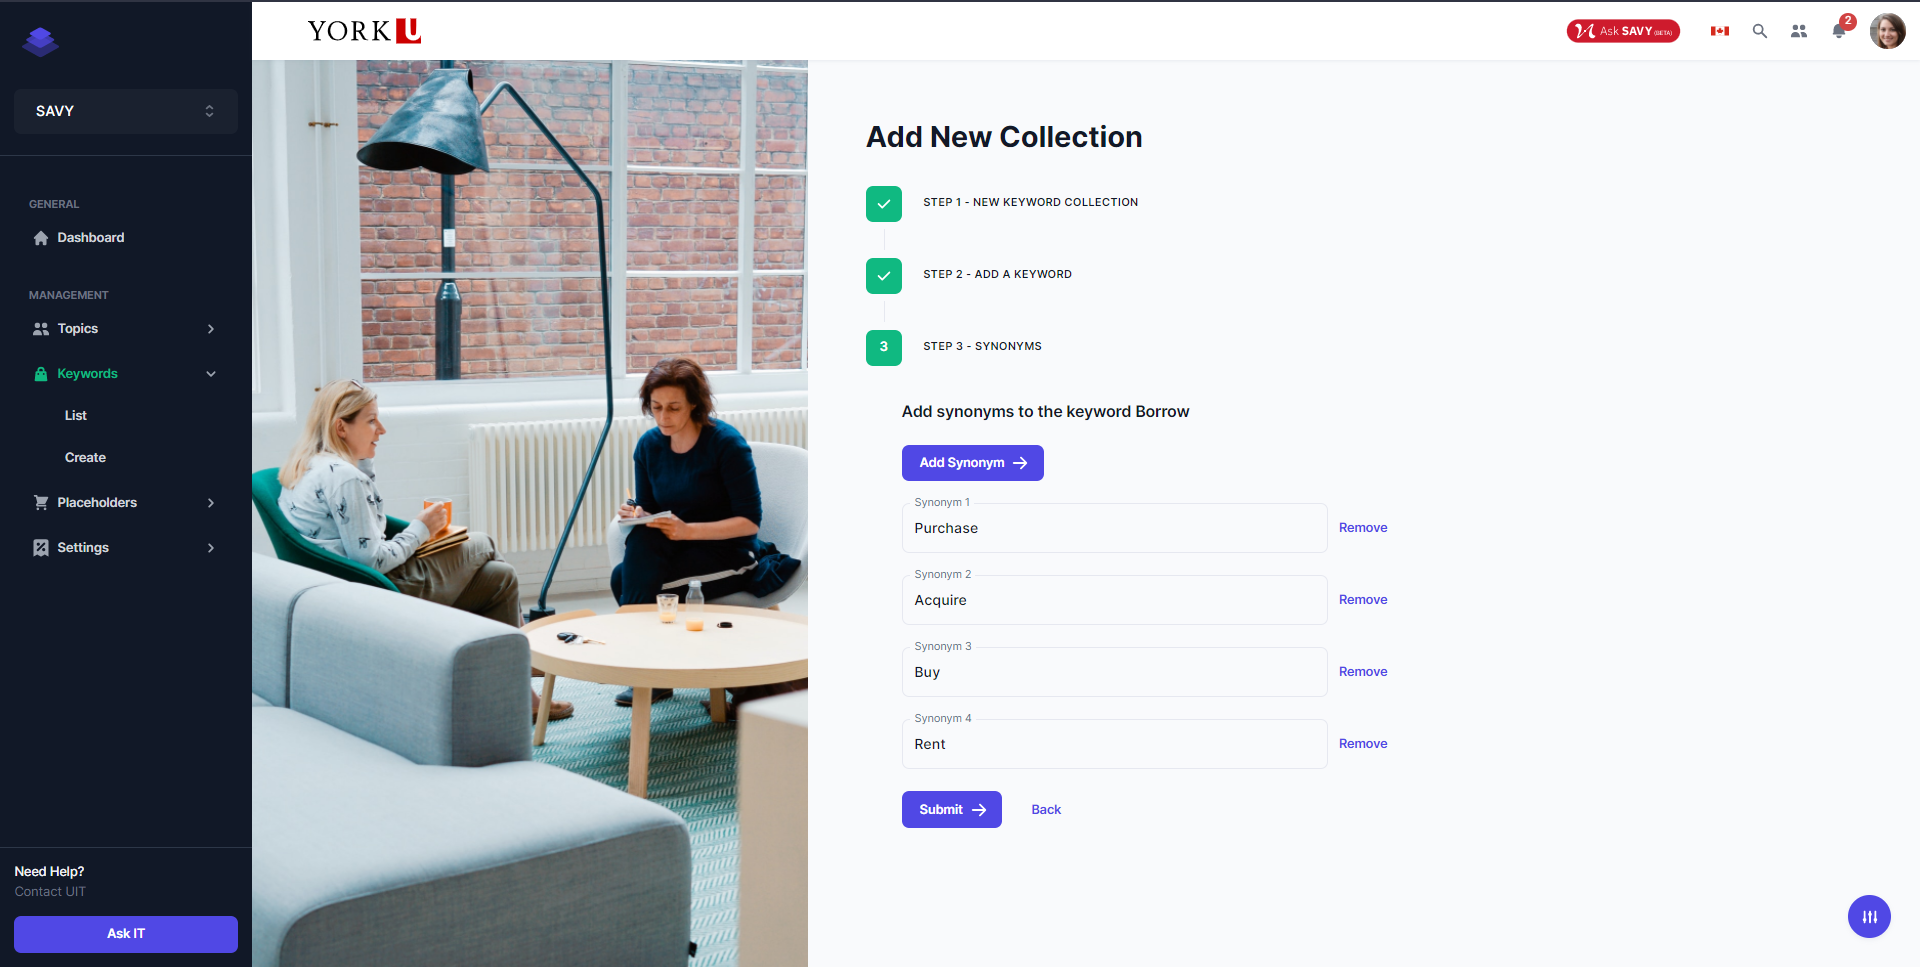 YORK U
Ask SAVY (BETA)
2
SAVY
GENERAL
Dashboard
MANAGEMENT
Topics
Keywords
List
Create
Placeholders
Settings
Need Help?
Contact UIT
Ask IT
Add New Collection
STEP 1 - NEW KEYWORD COLLECTION
STEP 2 - ADD A KEYWORD
3
STEP 3 - SYNONYMS
Add synonyms to the keyword Borrow
Add Synonym
Synonym 1
Purchase
Remove
Synonym 2
Acquire
Remove
Synonym 3
Buy
Remove
Synonym 4
Rent
Remove
Submit
Back